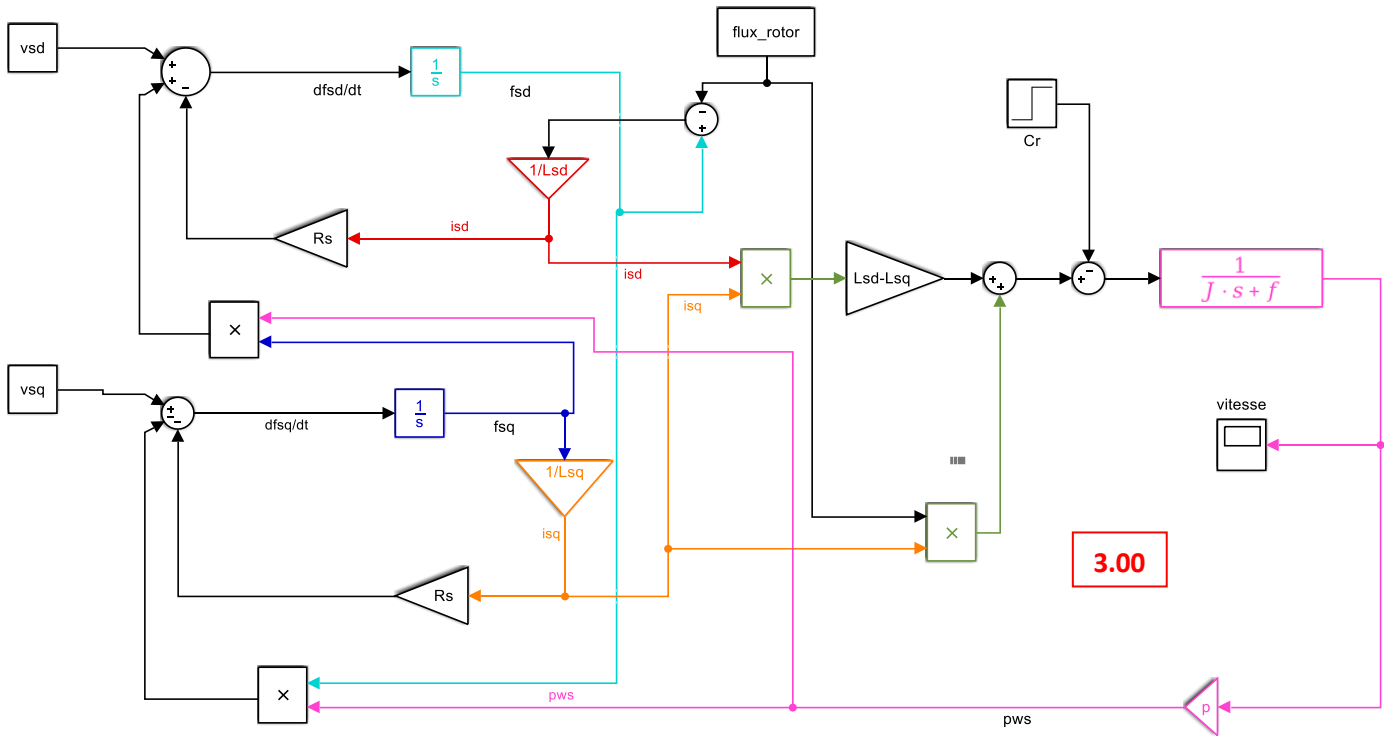 flux_rotor
vsd
+
+
−
dfsd/dt
1
s
fsd
−
+
Cr
1/Lsd
Rs
isd
isd
×
isq
Lsd-Lsq
+
+
+
−
1
J · s + f
×
vsq
+
−
−
dfsq/dt
1
s
fsq
vitesse
1/Lsq
isq
×
3.00
Rs
×
pws
pws
p